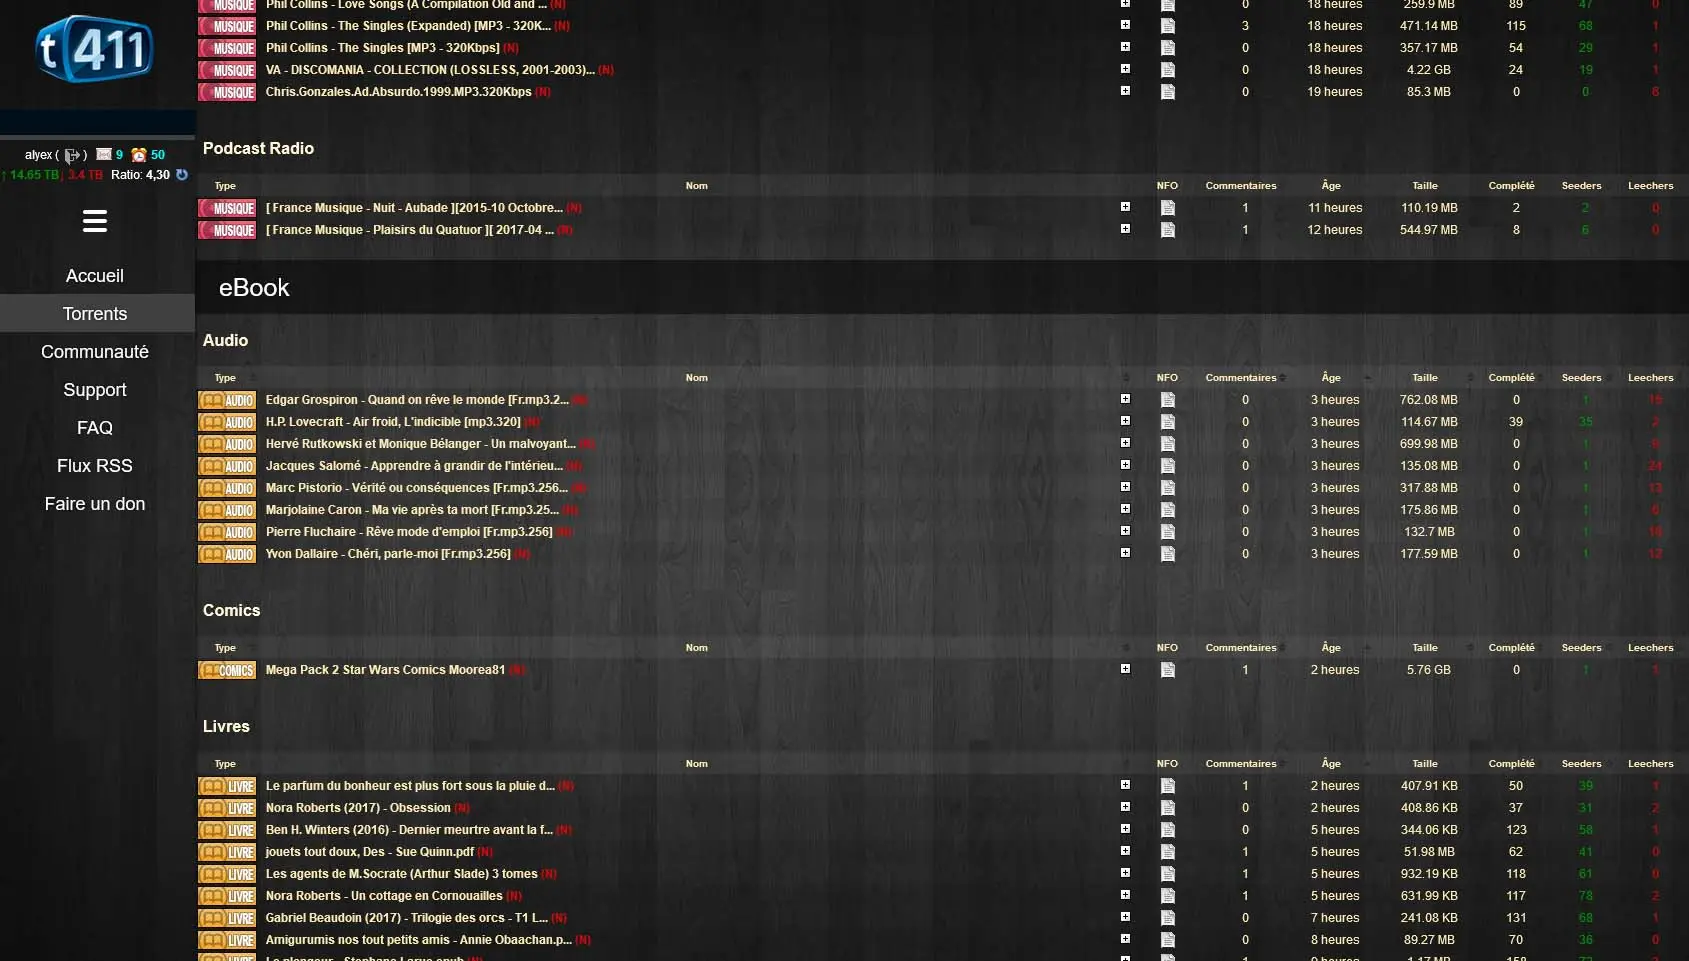 MUSIQUE Phil Collins - Love Songs (A Compilation Old and ... (N) 0 18 heures 259.9 MB 89 47 0
MUSIQUE Phil Collins - The Singles (Expanded) [MP3 - 320K... (N) 3 18 heures 471.14 MB 115 68 1
MUSIQUE Phil Collins - The Singles [MP3 - 320Kbps] (N) 0 18 heures 357.17 MB 54 29 1
MUSIQUE VA - DISCOMANIA - COLLECTION (LOSSLESS, 2001-2003)... (N) 0 18 heures 4.22 GB 24 19 1
MUSIQUE Chris.Gonzales.Ad.Absurdo.1999.MP3.320Kbps (N) 0 19 heures 85.3 MB 0 0 6
t411
alyex ( ) 9 50
↑ 14.65 TB ↓ 3.4 TB Ratio: 4,30
Accueil
Torrents
Communauté
Support
FAQ
Flux RSS
Faire un don
Podcast Radio
Type Nom NFO Commentaires Âge Taille Complété Seeders Leechers
MUSIQUE [ France Musique - Nuit - Aubade ][2015-10 Octobre... (N) 1 11 heures 110.19 MB 2 2 0
MUSIQUE [ France Musique - Plaisirs du Quatuor ][ 2017-04 ... (N) 1 12 heures 544.97 MB 8 6 0
eBook
Audio
Type Nom NFO Commentaires Âge Taille Complété Seeders Leechers
AUDIO Edgar Grospiron - Quand on rêve le monde [Fr.mp3.2... (N) 0 3 heures 762.08 MB 0 1 15
AUDIO H.P. Lovecraft - Air froid, L'indicible [mp3.320] (N) 0 3 heures 114.67 MB 39 35 2
AUDIO Hervé Rutkowski et Monique Bélanger - Un malvoyant... (N) 0 3 heures 699.98 MB 0 1
AUDIO Jacques Salomé - Apprendre à grandir de l'intérieu... (N) 0 3 heures 135.08 MB 0 1 24
AUDIO Marc Pistorio - Vérité ou conséquences [Fr.mp3.256... (N) 0 3 heures 317.88 MB 0 1
AUDIO Marjolaine Caron - Ma vie après ta mort [Fr.mp3.25... (N) 0 3 heures 175.86 MB 0 1 6
AUDIO Pierre Fluchaire - Rêve mode d'emploi [Fr.mp3.256] (N) 0 3 heures 132.7 MB 0 1
AUDIO Yvon Dallaire - Chéri, parle-moi [Fr.mp3.256] (N) 0 3 heures 177.59 MB 0 1 12
Comics
Type Nom NFO Commentaires Âge Taille Complété Seeders Leechers
COMICS Mega Pack 2 Star Wars Comics Moorea81 (N) 1 2 heures 5.76 GB 0 1 1
Livres
Type Nom NFO Commentaires Âge Taille Complété Seeders Leechers
LIVRE Le parfum du bonheur est plus fort sous la pluie d... (N) 1 2 heures 407.91 KB 50 39 1
LIVRE Nora Roberts (2017) - Obsession (N) 0 2 heures 408.86 KB 37 31 2
LIVRE Ben H. Winters (2016) - Dernier meurtre avant la f... (N) 0 5 heures 344.06 KB 123 58 1
LIVRE jouets tout doux, Des - Sue Quinn.pdf (N) 1 5 heures 51.98 MB 62 41 0
LIVRE Les agents de M.Socrate (Arthur Slade) 3 tomes (N) 1 5 heures 932.19 KB 118 61 0
LIVRE Nora Roberts - Un cottage en Cornouailles (N) 1 5 heures 631.99 KB 117 78 2
LIVRE Gabriel Beaudoin (2017) - Trilogie des orcs - T1 L... (N) 0 7 heures 241.08 KB 131 68 1
LIVRE Amigurumis nos tout petits amis - Annie Obaachan.p... (N) 0 8 heures 89.27 MB 70 36 0